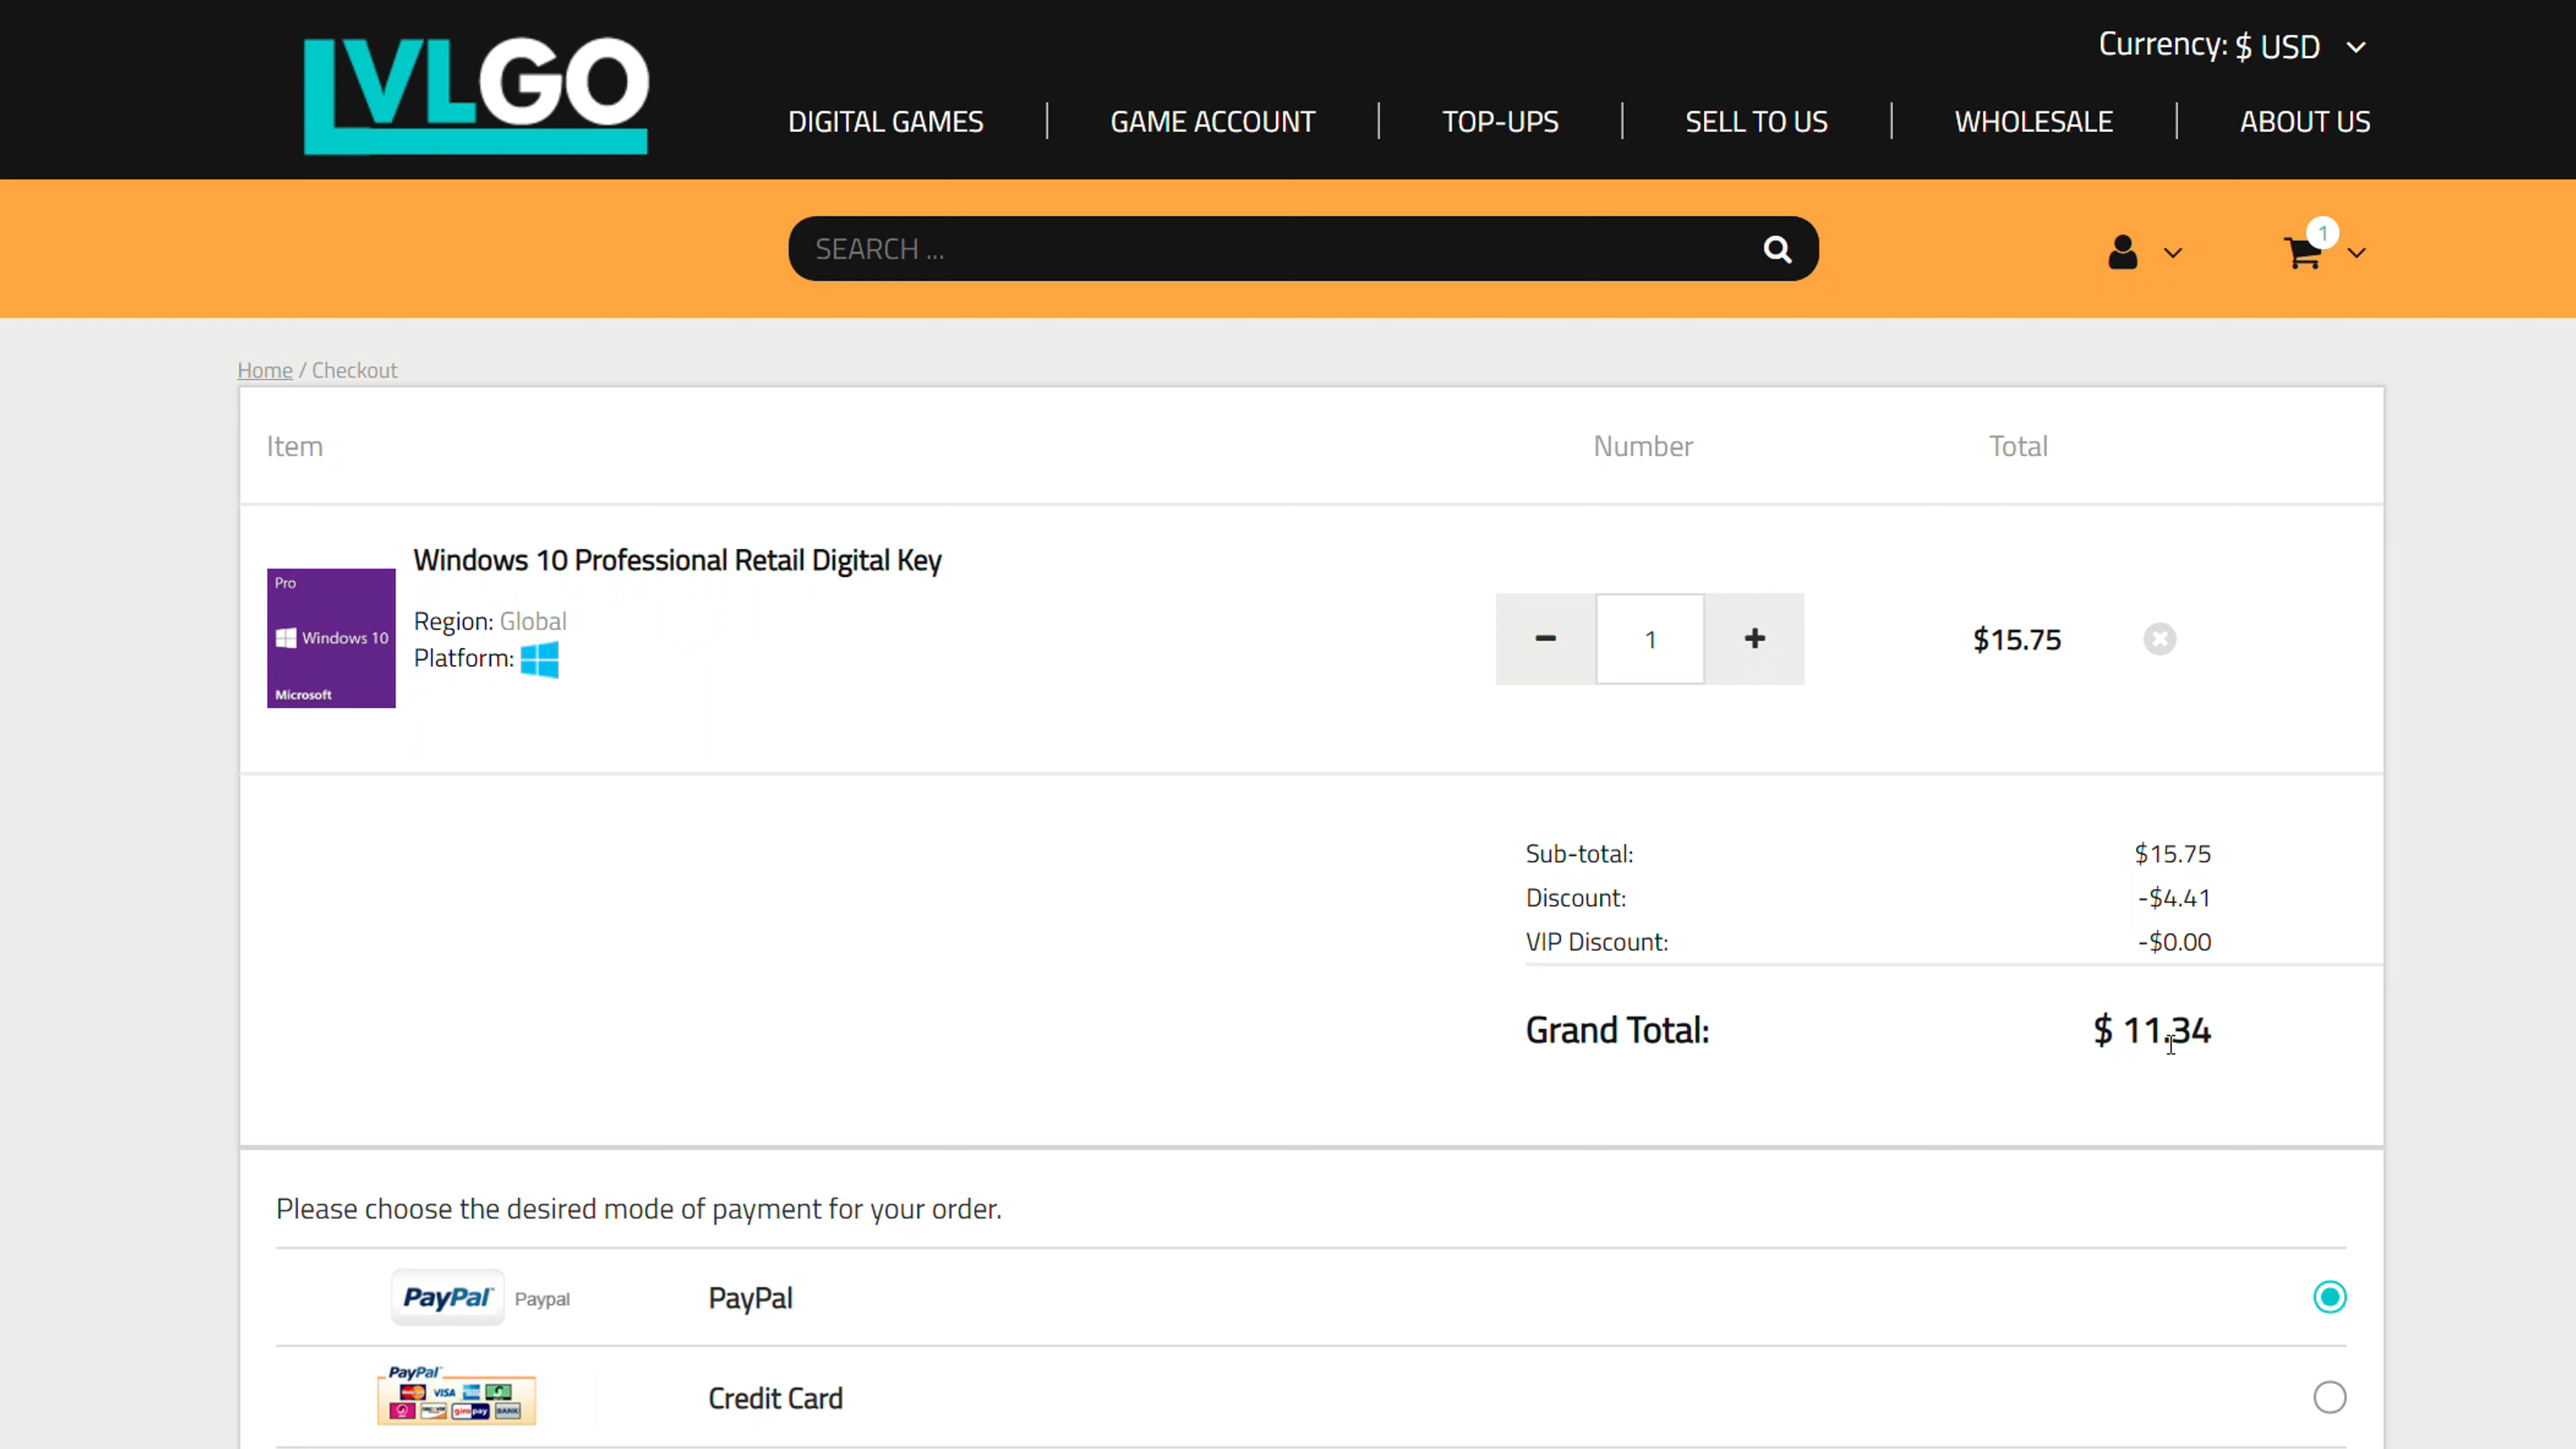 LVLGO
Currency: $ USD
DIGITAL GAMES | GAME ACCOUNT | TOP-UPS | SELL TO US | WHOLESALE | ABOUT US
SEARCH ...
1
Home / Checkout
Item Number Total
Windows 10 Professional Retail Digital Key
Pro
Windows 10
Microsoft
Region: Global
Platform:
1
$15.75
Sub-total: $15.75
Discount: -$4.41
VIP Discount: -$0.00
Grand Total: $ 11.34
Please choose the desired mode of payment for your order.
PayPal Paypal PayPal
PayPal
VISA
giropay BANK
Credit Card